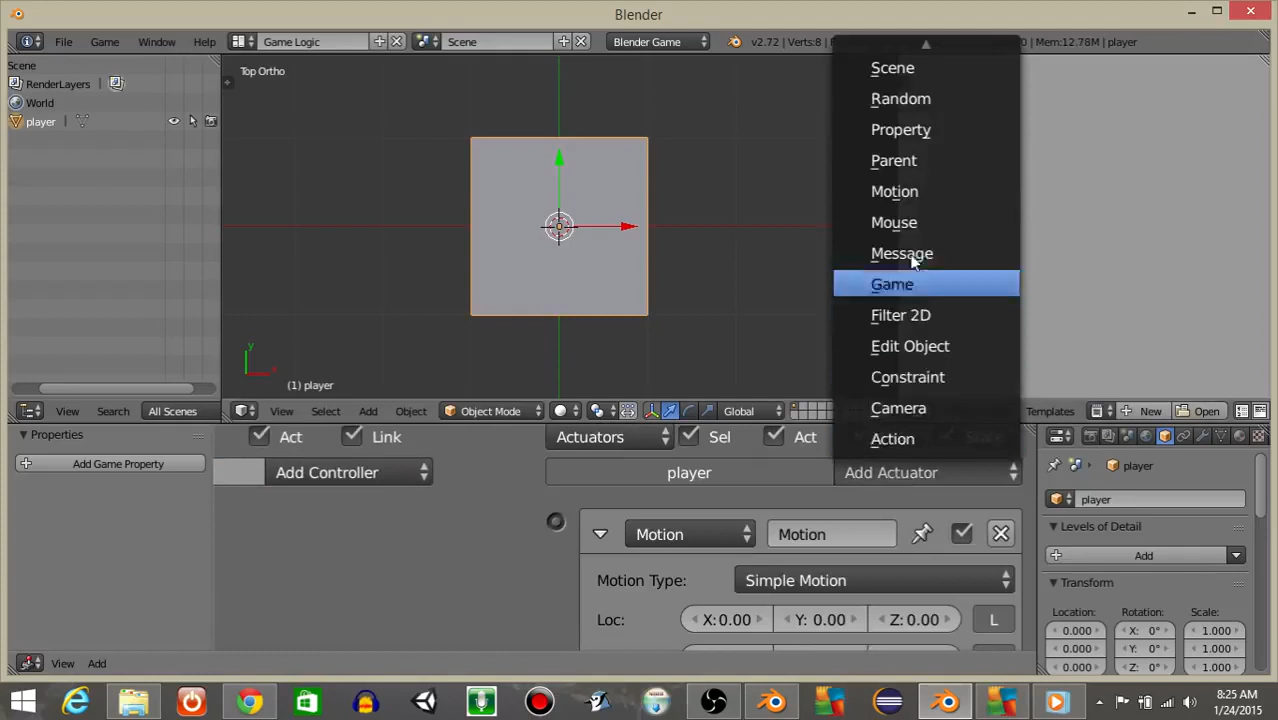 Blender
File Game Window Help Game Logic Scene Blender Game v2.72 | Verts:8 | Mem:12.78M | player
Scene
RenderLayers
World
player
Top Ortho
y
x
(1) player
Scene
Random
Property
Parent
Motion
Mouse
Message
Game
Filter 2D
Edit Object
Constraint
Camera
Action
View Search All Scenes
View Select Add Object Object Mode Global
Templates New Open
Properties
Add Game Property
Act Link
Add Controller
Actuators Sel Act State
player Add Actuator
Motion Motion
Motion Type: Simple Motion
Loc: X: 0.00 Y: 0.00 Z: 0.00 L
View Add
player
player
Levels of Detail
Add
Transform
Location: Rotation: Scale:
0.000 X: 0° 1.000
0.000 Y: 0° 1.000
0.000 Z: 0° 1.000
8:25 AM
1/24/2015